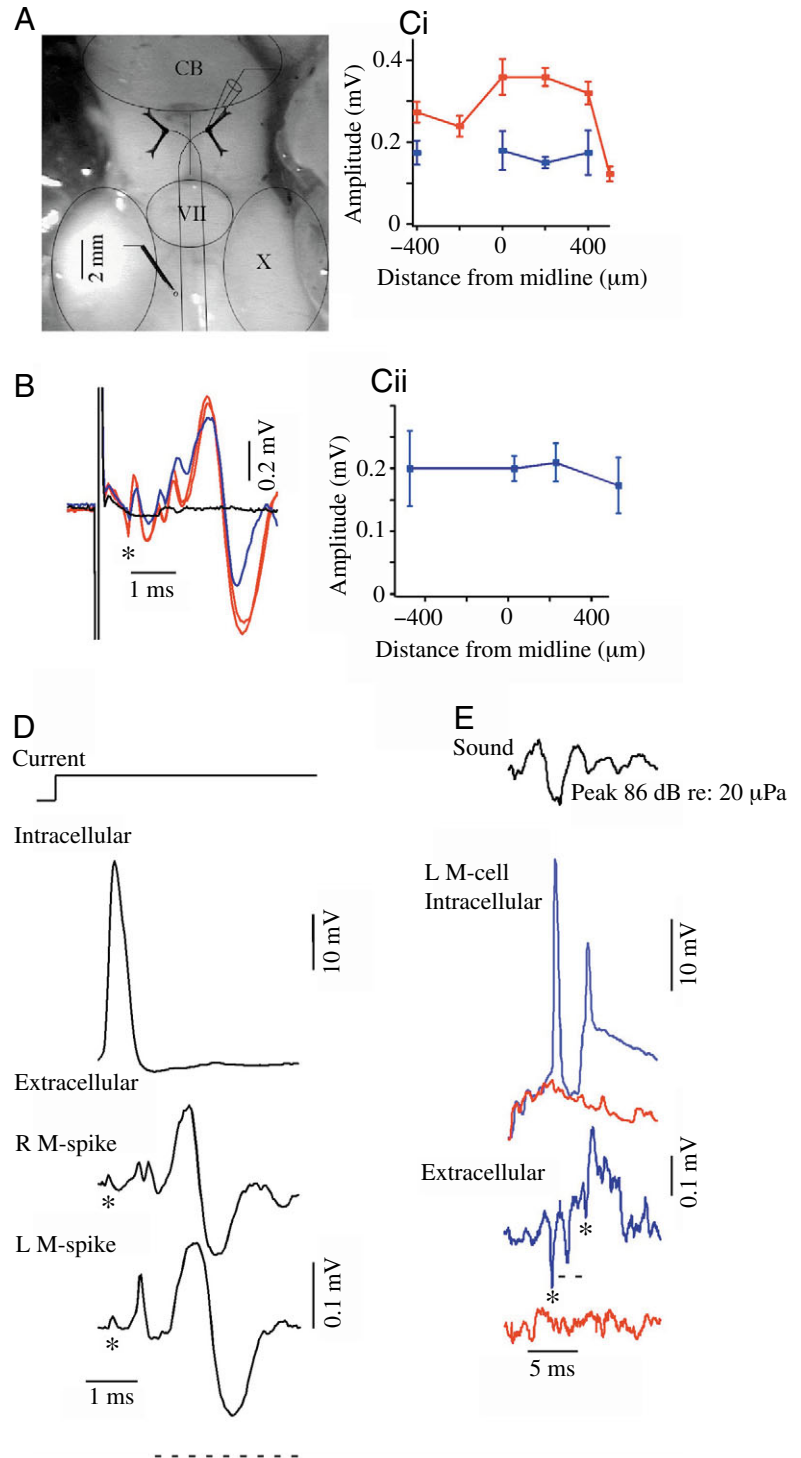 A
CB
VII
X
2 mm
Ci
Amplitude (mV)
0.4
0.2
0
−400
0
400
Distance from midline (µm)
B
*
1 ms
0.2 mV
Cii
Amplitude (mV)
0.2
0.1
0
−400
0
400
Distance from midline (µm)
D
Current
Intracellular
10 mV
Extracellular
R M-spike
*
L M-spike
*
0.1 mV
1 ms
E
Sound
Peak 86 dB re: 20 µPa
L M-cell
Intracellular
10 mV
Extracellular
0.1 mV
*
*
5 ms